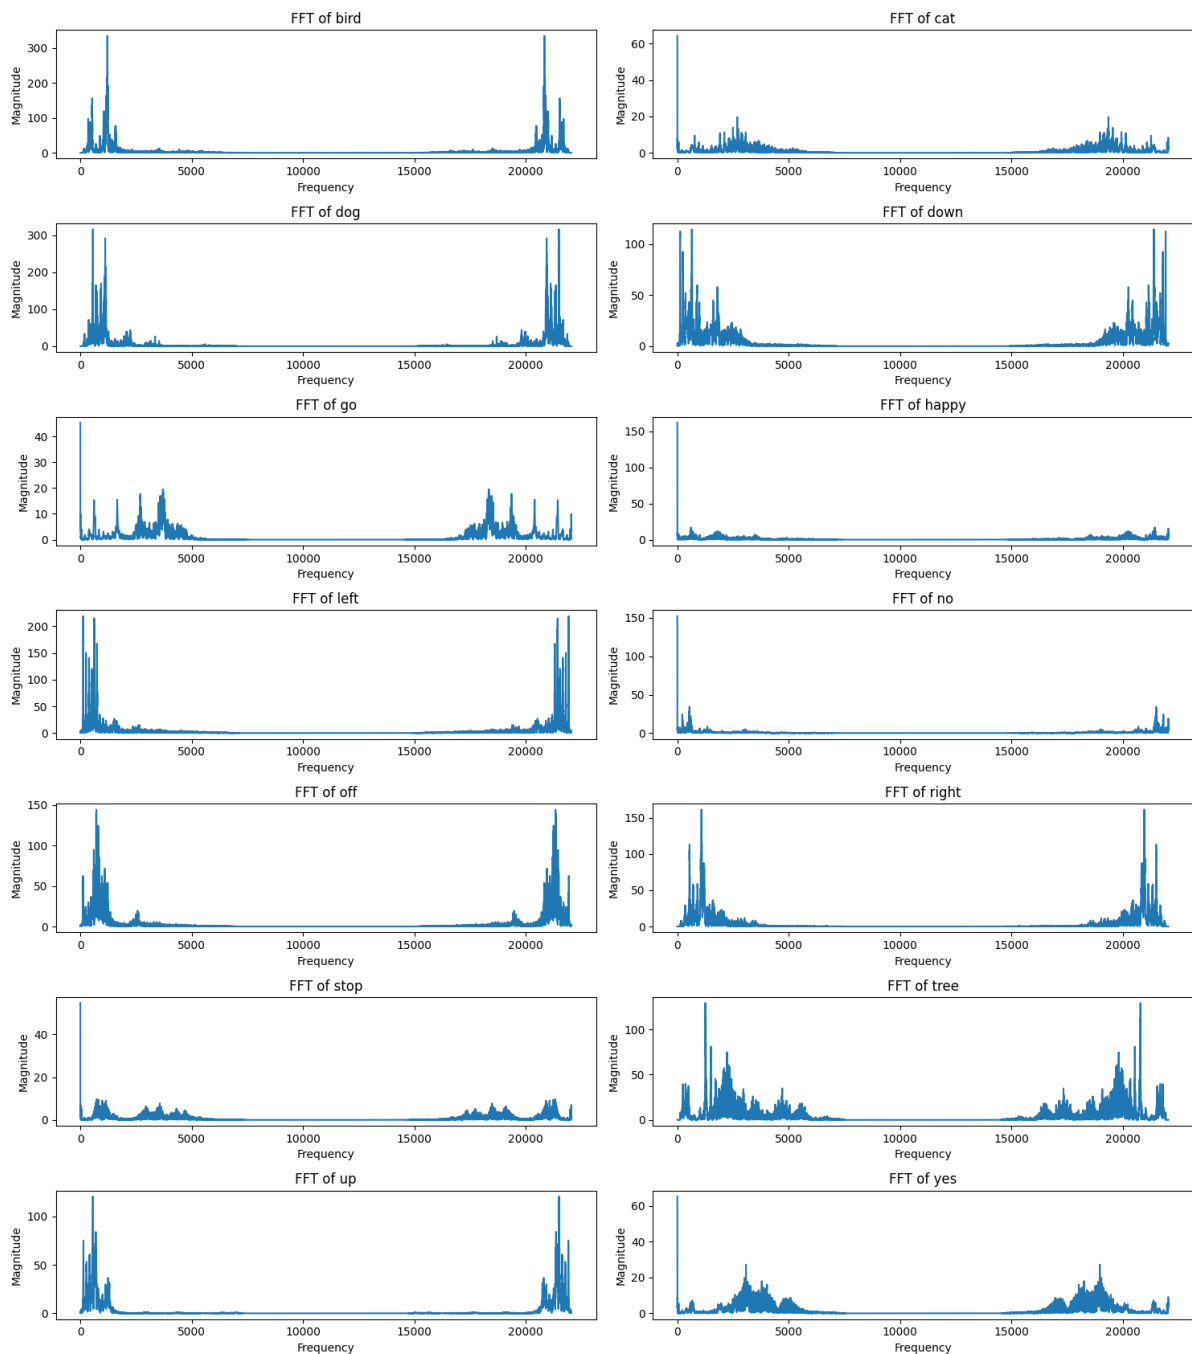 FFT of bird
Magnitude
300
200
100
0
0 5000 10000 15000 20000
Frequency
FFT of cat
Magnitude
60
40
20
0
0 5000 10000 15000 20000
Frequency
FFT of dog
Magnitude
300
200
100
0
0 5000 10000 15000 20000
Frequency
FFT of down
Magnitude
100
50
0
0 5000 10000 15000 20000
Frequency
FFT of go
Magnitude
40
30
20
10
0
0 5000 10000 15000 20000
Frequency
FFT of happy
Magnitude
150
100
50
0
0 5000 10000 15000 20000
Frequency
FFT of left
Magnitude
200
150
100
50
0
0 5000 10000 15000 20000
Frequency
FFT of no
Magnitude
150
100
50
0
0 5000 10000 15000 20000
Frequency
FFT of off
Magnitude
150
100
50
0
0 5000 10000 15000 20000
Frequency
FFT of right
Magnitude
150
100
50
0
0 5000 10000 15000 20000
Frequency
FFT of stop
Magnitude
40
20
0
0 5000 10000 15000 20000
Frequency
FFT of tree
Magnitude
100
50
0
0 5000 10000 15000 20000
Frequency
FFT of up
Magnitude
100
50
0
0 5000 10000 15000 20000
Frequency
FFT of yes
Magnitude
60
40
20
0
0 5000 10000 15000 20000
Frequency